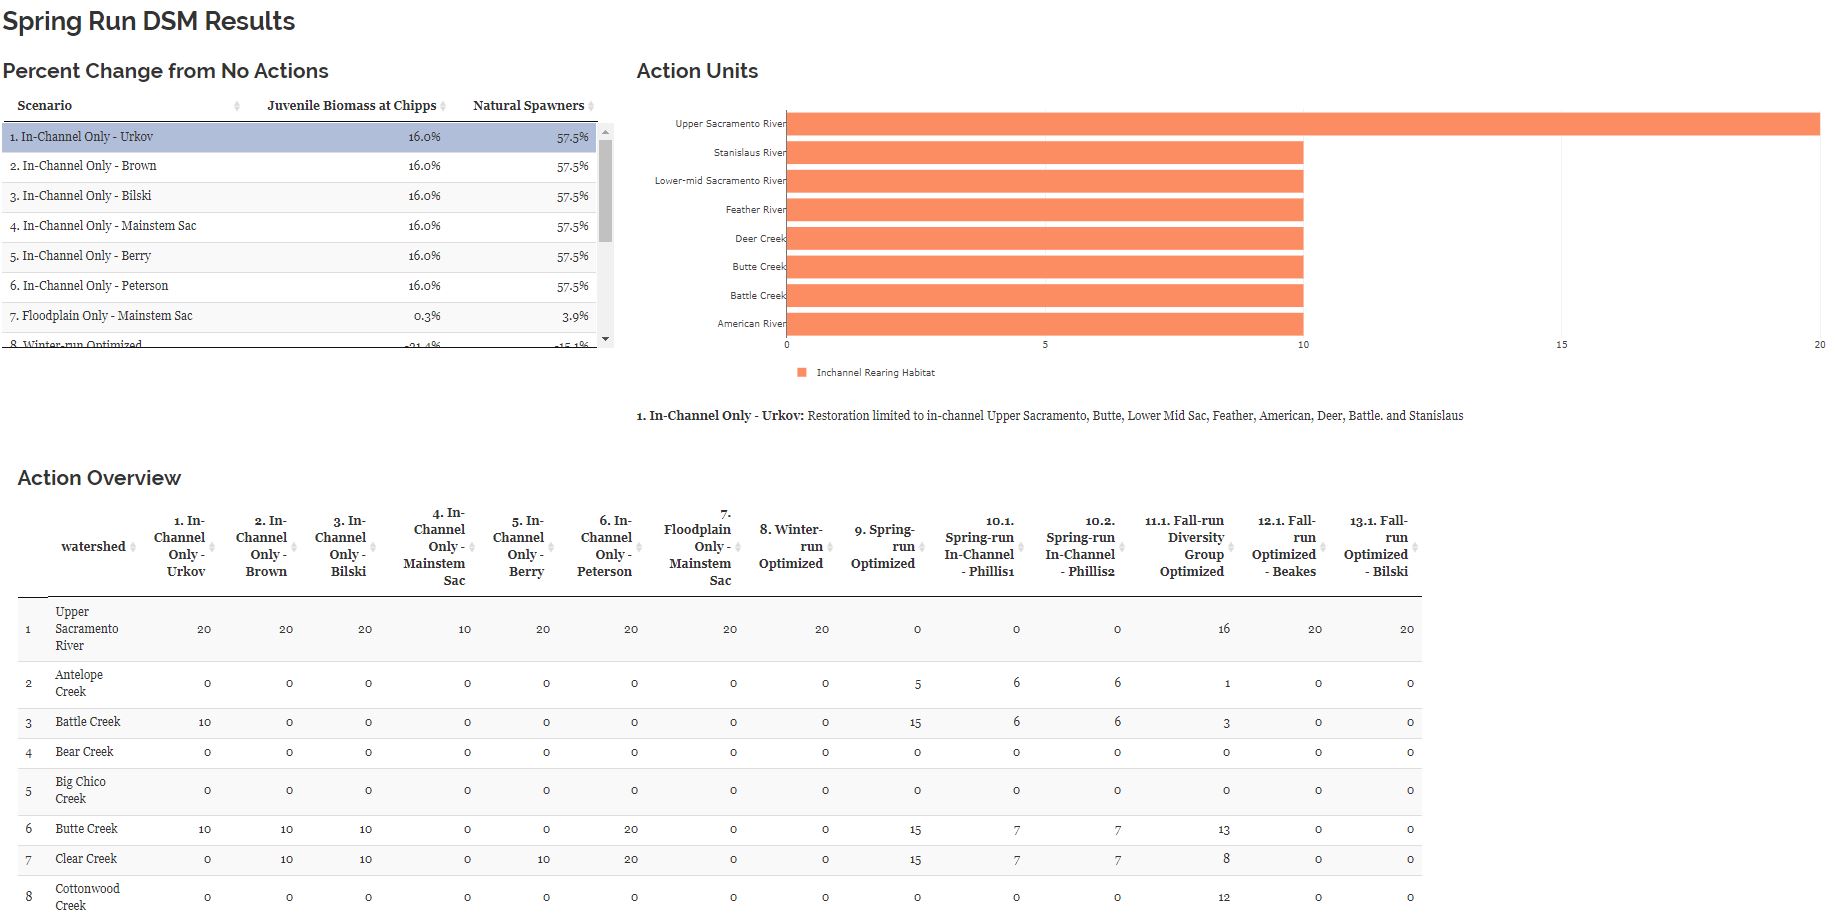 Spring Run DSM Results
Percent Change from No Actions
Scenario Juvenile Biomass at Chipps Natural Spawners
1. In-Channel Only - Urkov 16.0% 57.5%
2. In-Channel Only - Brown 16.0% 57.5%
3. In-Channel Only - Bilski 16.0% 57.5%
4. In-Channel Only - Mainstem Sac 16.0% 57.5%
5. In-Channel Only - Berry 16.0% 57.5%
6. In-Channel Only - Peterson 16.0% 57.5%
7. Floodplain Only - Mainstem Sac 0.3% 3.9%
8. Winter-run Optimized -21.4% -15.1%
Action Units
Upper Sacramento River
Stanislaus River
Lower-mid Sacramento River
Feather River
Deer Creek
Butte Creek
Battle Creek
American River
0 5 10 15 20
Inchannel Rearing Habitat
1. In-Channel Only - Urkov: Restoration limited to in-channel Upper Sacramento, Butte, Lower Mid Sac, Feather, American, Deer, Battle. and Stanislaus
Action Overview
watershed
1. In-
Channel
Only -
Urkov
2. In-
Channel
Only -
Brown
3. In-
Channel
Only -
Bilski
4. In-
Channel
Only -
Mainstem
Sac
5. In-
Channel
Only -
Berry
6. In-
Channel
Only -
Peterson
7.
Floodplain
Only -
Mainstem
Sac
8. Winter-
run
Optimized
9. Spring-
run
Optimized
10.1.
Spring-run
In-Channel
- Phillis1
10.2.
Spring-run
In-Channel
- Phillis2
11.1. Fall-run
Diversity
Group
Optimized
12.1. Fall-
run
Optimized
- Beakes
13.1. Fall-
run
Optimized
- Bilski
Upper
1 Sacramento 20 20 20 10 20 20 20 20 0 0 0 16 20 20
River
Antelope
2 0 0 0 0 0 0 0 0 5 6 6 1 0 0
Creek
3 Battle Creek 10 0 0 0 0 0 0 0 15 6 6 3 0 0
4 Bear Creek 0 0 0 0 0 0 0 0 0 0 0 0 0 0
Big Chico
5 0 0 0 0 0 0 0 0 0 0 0 0 0 0
Creek
6 Butte Creek 10 10 10 0 0 20 0 0 15 7 7 13 0 0
7 Clear Creek 0 10 10 0 10 20 0 0 15 7 7 8 0 0
Cottonwood
8 0 0 0 0 0 0 0 0 0 0 0 12 0 0
Creek